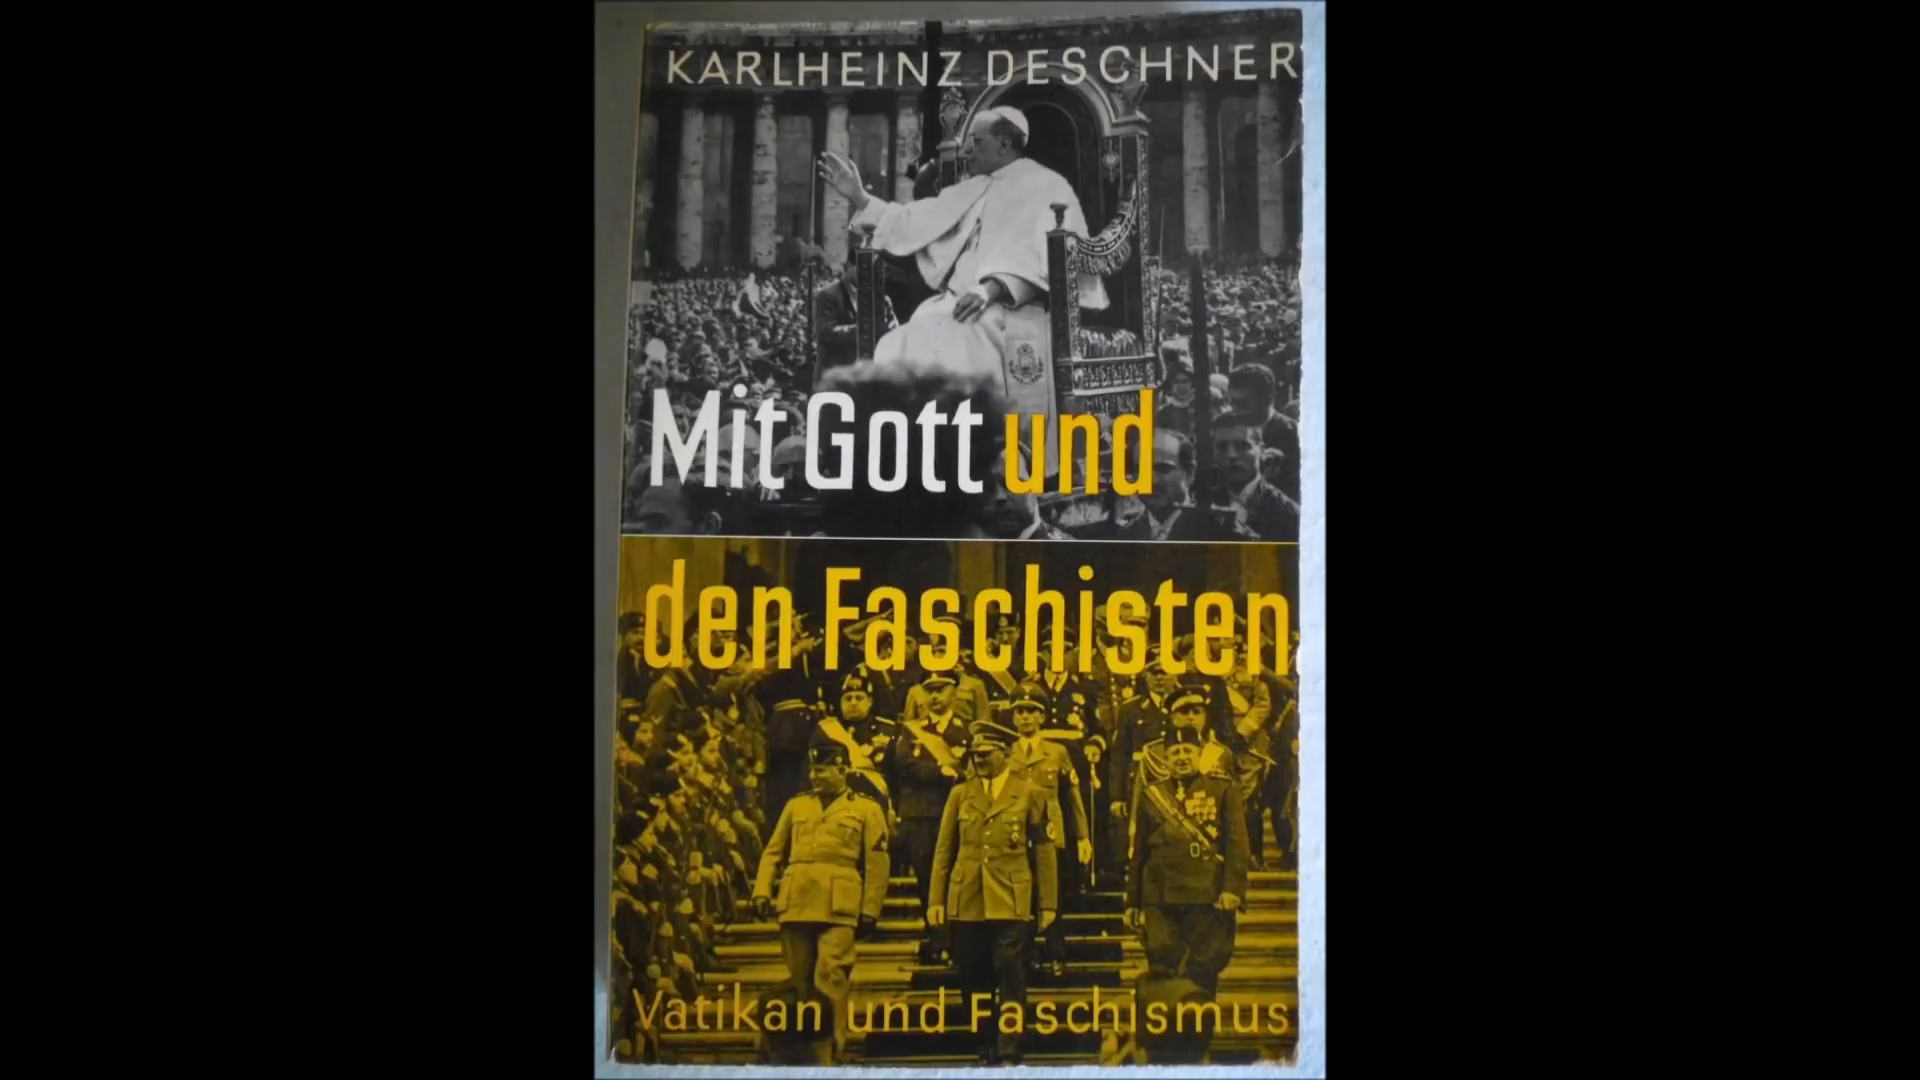 KARLHEINZ DESCHNER
Mit Gott und
den Faschisten
Vatikan und Faschismus